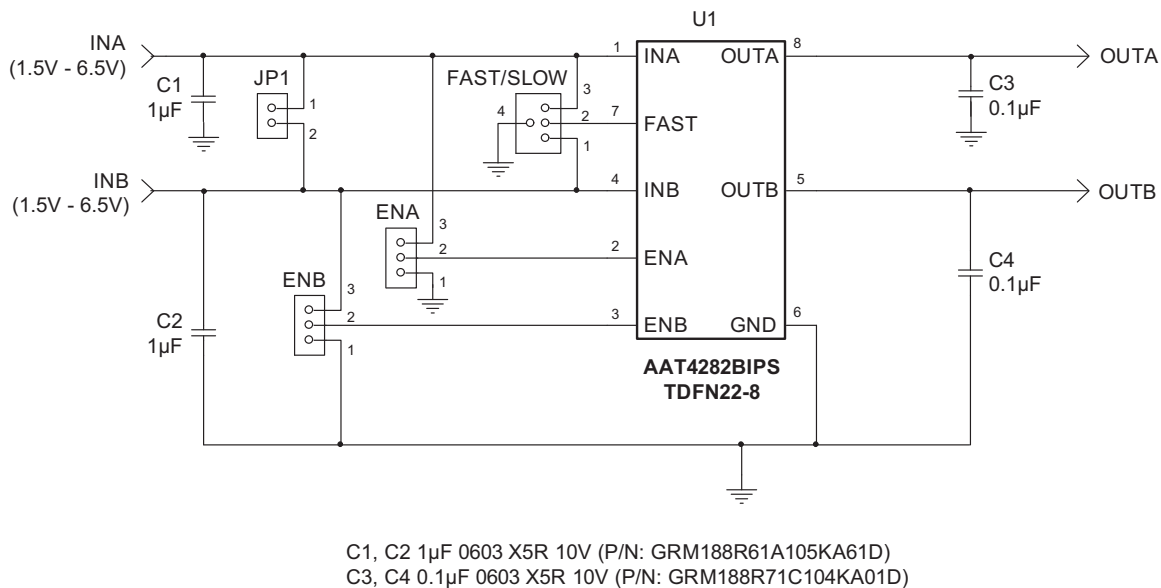 U1
INA
(1.5V - 6.5V)
C1
1µF
JP1
1
2
FAST/SLOW
4
3
2
1
1
INA
OUTA
8
OUTA
C3
0.1µF
7
FAST
INB
(1.5V - 6.5V)
4
INB
OUTB
5
OUTB
ENA
3
2
1
2
ENA
C4
0.1µF
ENB
3
2
1
3
ENB
GND
6
C2
1µF
AAT4282BIPS
TDFN22-8
C1, C2 1µF 0603 X5R 10V (P/N: GRM188R61A105KA61D)
C3, C4 0.1µF 0603 X5R 10V (P/N: GRM188R71C104KA01D)